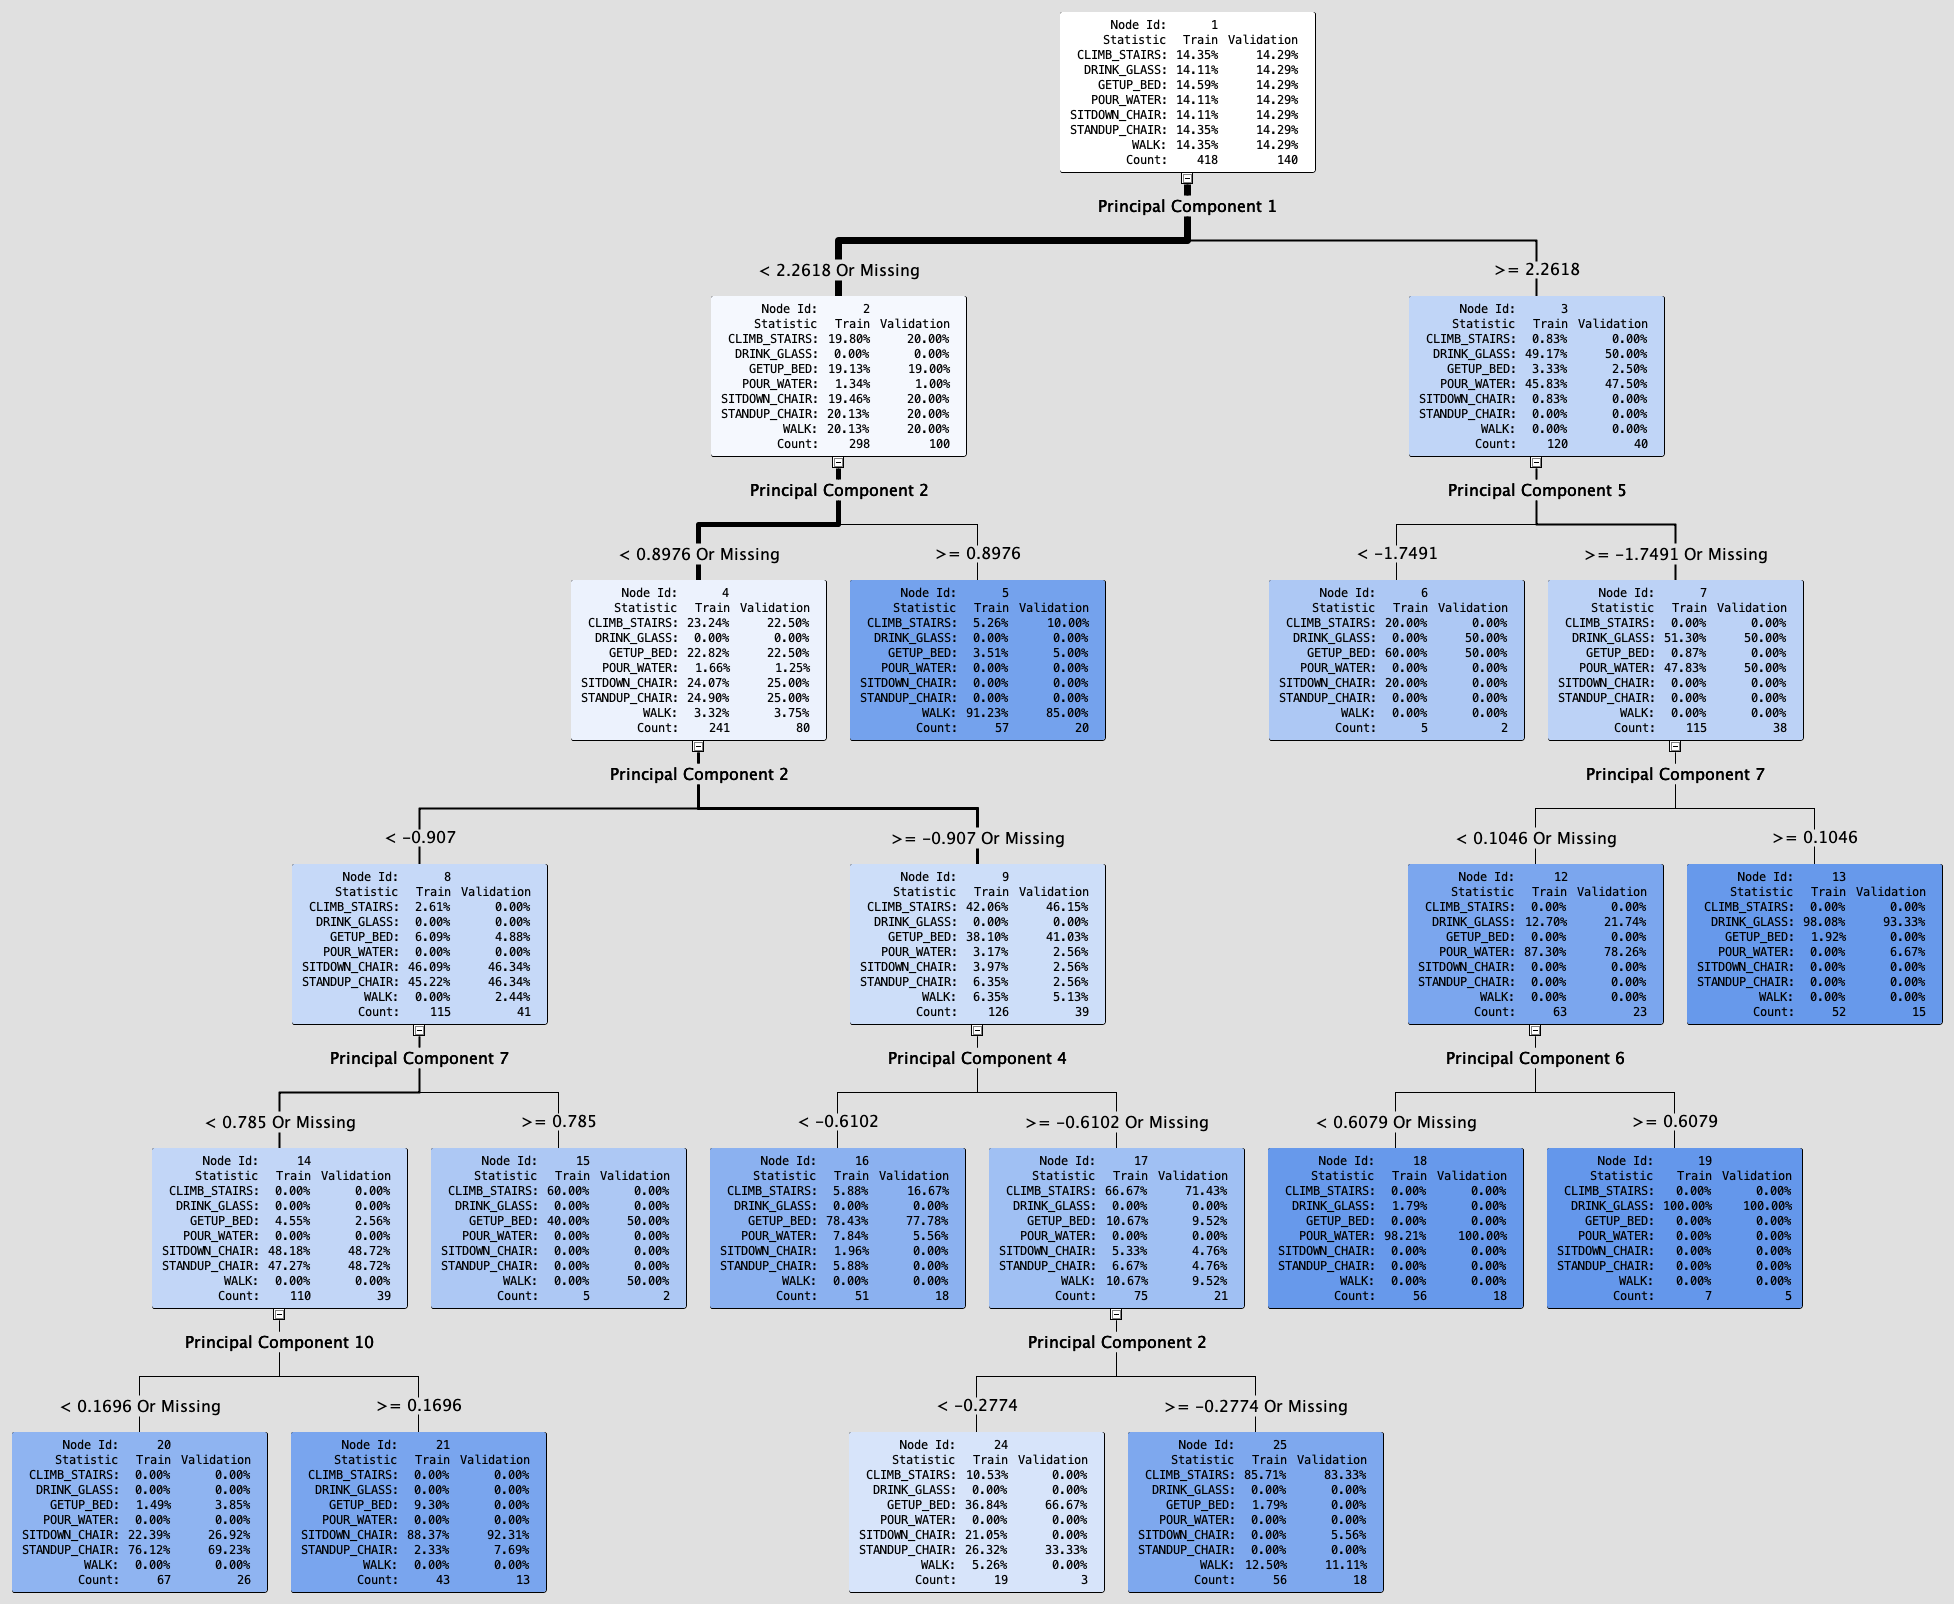 Node Id: 1
Statistic Train Validation
CLIMB_STAIRS: 14.35% 14.29%
DRINK_GLASS: 14.11% 14.29%
GETUP_BED: 14.59% 14.29%
POUR_WATER: 14.11% 14.29%
SITDOWN_CHAIR: 14.11% 14.29%
STANDUP_CHAIR: 14.35% 14.29%
WALK: 14.35% 14.29%
Count: 418 140
Principal Component 1
< 2.2618 Or Missing
>= 2.2618
Node Id: 2
Statistic Train Validation
CLIMB_STAIRS: 19.80% 20.00%
DRINK_GLASS: 0.00% 0.00%
GETUP_BED: 19.13% 19.00%
POUR_WATER: 1.34% 1.00%
SITDOWN_CHAIR: 19.46% 20.00%
STANDUP_CHAIR: 20.13% 20.00%
WALK: 20.13% 20.00%
Count: 298 100
Node Id: 3
Statistic Train Validation
CLIMB_STAIRS: 0.83% 0.00%
DRINK_GLASS: 49.17% 50.00%
GETUP_BED: 3.33% 2.50%
POUR_WATER: 45.83% 47.50%
SITDOWN_CHAIR: 0.83% 0.00%
STANDUP_CHAIR: 0.00% 0.00%
WALK: 0.00% 0.00%
Count: 120 40
Principal Component 2
Principal Component 5
< 0.8976 Or Missing
>= 0.8976
< -1.7491
>= -1.7491 Or Missing
Node Id: 4
Statistic Train Validation
CLIMB_STAIRS: 23.24% 22.50%
DRINK_GLASS: 0.00% 0.00%
GETUP_BED: 22.82% 22.50%
POUR_WATER: 1.66% 1.25%
SITDOWN_CHAIR: 24.07% 25.00%
STANDUP_CHAIR: 24.90% 25.00%
WALK: 3.32% 3.75%
Count: 241 80
Node Id: 5
Statistic Train Validation
CLIMB_STAIRS: 5.26% 10.00%
DRINK_GLASS: 0.00% 0.00%
GETUP_BED: 3.51% 5.00%
POUR_WATER: 0.00% 0.00%
SITDOWN_CHAIR: 0.00% 0.00%
STANDUP_CHAIR: 0.00% 0.00%
WALK: 91.23% 85.00%
Count: 57 20
Node Id: 6
Statistic Train Validation
CLIMB_STAIRS: 20.00% 0.00%
DRINK_GLASS: 0.00% 50.00%
GETUP_BED: 60.00% 50.00%
POUR_WATER: 0.00% 0.00%
SITDOWN_CHAIR: 20.00% 0.00%
STANDUP_CHAIR: 0.00% 0.00%
WALK: 0.00% 0.00%
Count: 5 2
Node Id: 7
Statistic Train Validation
CLIMB_STAIRS: 0.00% 0.00%
DRINK_GLASS: 51.30% 50.00%
GETUP_BED: 0.87% 0.00%
POUR_WATER: 47.83% 50.00%
SITDOWN_CHAIR: 0.00% 0.00%
STANDUP_CHAIR: 0.00% 0.00%
WALK: 0.00% 0.00%
Count: 115 38
Principal Component 2
Principal Component 7
< -0.907
>= -0.907 Or Missing
< 0.1046 Or Missing
>= 0.1046
Node Id: 8
Statistic Train Validation
CLIMB_STAIRS: 2.61% 0.00%
DRINK_GLASS: 0.00% 0.00%
GETUP_BED: 6.09% 4.88%
POUR_WATER: 0.00% 0.00%
SITDOWN_CHAIR: 46.09% 46.34%
STANDUP_CHAIR: 45.22% 46.34%
WALK: 0.00% 2.44%
Count: 115 41
Node Id: 9
Statistic Train Validation
CLIMB_STAIRS: 42.06% 46.15%
DRINK_GLASS: 0.00% 0.00%
GETUP_BED: 38.10% 41.03%
POUR_WATER: 3.17% 2.56%
SITDOWN_CHAIR: 3.97% 2.56%
STANDUP_CHAIR: 6.35% 2.56%
WALK: 6.35% 5.13%
Count: 126 39
Node Id: 12
Statistic Train Validation
CLIMB_STAIRS: 0.00% 0.00%
DRINK_GLASS: 12.70% 21.74%
GETUP_BED: 0.00% 0.00%
POUR_WATER: 87.30% 78.26%
SITDOWN_CHAIR: 0.00% 0.00%
STANDUP_CHAIR: 0.00% 0.00%
WALK: 0.00% 0.00%
Count: 63 23
Node Id: 13
Statistic Train Validation
CLIMB_STAIRS: 0.00% 0.00%
DRINK_GLASS: 98.08% 93.33%
GETUP_BED: 1.92% 0.00%
POUR_WATER: 0.00% 6.67%
SITDOWN_CHAIR: 0.00% 0.00%
STANDUP_CHAIR: 0.00% 0.00%
WALK: 0.00% 0.00%
Count: 52 15
Principal Component 7
Principal Component 4
Principal Component 6
< 0.785 Or Missing
>= 0.785
< -0.6102
>= -0.6102 Or Missing
< 0.6079 Or Missing
>= 0.6079
Node Id: 14
Statistic Train Validation
CLIMB_STAIRS: 0.00% 0.00%
DRINK_GLASS: 0.00% 0.00%
GETUP_BED: 4.55% 2.56%
POUR_WATER: 0.00% 0.00%
SITDOWN_CHAIR: 48.18% 48.72%
STANDUP_CHAIR: 47.27% 48.72%
WALK: 0.00% 0.00%
Count: 110 39
Node Id: 15
Statistic Train Validation
CLIMB_STAIRS: 60.00% 0.00%
DRINK_GLASS: 0.00% 0.00%
GETUP_BED: 40.00% 50.00%
POUR_WATER: 0.00% 0.00%
SITDOWN_CHAIR: 0.00% 0.00%
STANDUP_CHAIR: 0.00% 0.00%
WALK: 0.00% 50.00%
Count: 5 2
Node Id: 16
Statistic Train Validation
CLIMB_STAIRS: 5.88% 16.67%
DRINK_GLASS: 0.00% 0.00%
GETUP_BED: 78.43% 77.78%
POUR_WATER: 7.84% 5.56%
SITDOWN_CHAIR: 1.96% 0.00%
STANDUP_CHAIR: 5.88% 0.00%
WALK: 0.00% 0.00%
Count: 51 18
Node Id: 17
Statistic Train Validation
CLIMB_STAIRS: 66.67% 71.43%
DRINK_GLASS: 0.00% 0.00%
GETUP_BED: 10.67% 9.52%
POUR_WATER: 0.00% 0.00%
SITDOWN_CHAIR: 5.33% 4.76%
STANDUP_CHAIR: 6.67% 4.76%
WALK: 10.67% 9.52%
Count: 75 21
Node Id: 18
Statistic Train Validation
CLIMB_STAIRS: 0.00% 0.00%
DRINK_GLASS: 1.79% 0.00%
GETUP_BED: 0.00% 0.00%
POUR_WATER: 98.21% 100.00%
SITDOWN_CHAIR: 0.00% 0.00%
STANDUP_CHAIR: 0.00% 0.00%
WALK: 0.00% 0.00%
Count: 56 18
Node Id: 19
Statistic Train Validation
CLIMB_STAIRS: 0.00% 0.00%
DRINK_GLASS: 100.00% 100.00%
GETUP_BED: 0.00% 0.00%
POUR_WATER: 0.00% 0.00%
SITDOWN_CHAIR: 0.00% 0.00%
STANDUP_CHAIR: 0.00% 0.00%
WALK: 0.00% 0.00%
Count: 7 5
Principal Component 10
Principal Component 2
< 0.1696 Or Missing
>= 0.1696
< -0.2774
>= -0.2774 Or Missing
Node Id: 20
Statistic Train Validation
CLIMB_STAIRS: 0.00% 0.00%
DRINK_GLASS: 0.00% 0.00%
GETUP_BED: 1.49% 3.85%
POUR_WATER: 0.00% 0.00%
SITDOWN_CHAIR: 22.39% 26.92%
STANDUP_CHAIR: 76.12% 69.23%
WALK: 0.00% 0.00%
Count: 67 26
Node Id: 21
Statistic Train Validation
CLIMB_STAIRS: 0.00% 0.00%
DRINK_GLASS: 0.00% 0.00%
GETUP_BED: 9.30% 0.00%
POUR_WATER: 0.00% 0.00%
SITDOWN_CHAIR: 88.37% 92.31%
STANDUP_CHAIR: 2.33% 7.69%
WALK: 0.00% 0.00%
Count: 43 13
Node Id: 24
Statistic Train Validation
CLIMB_STAIRS: 10.53% 0.00%
DRINK_GLASS: 0.00% 0.00%
GETUP_BED: 36.84% 66.67%
POUR_WATER: 0.00% 0.00%
SITDOWN_CHAIR: 21.05% 0.00%
STANDUP_CHAIR: 26.32% 33.33%
WALK: 5.26% 0.00%
Count: 19 3
Node Id: 25
Statistic Train Validation
CLIMB_STAIRS: 85.71% 83.33%
DRINK_GLASS: 0.00% 0.00%
GETUP_BED: 1.79% 0.00%
POUR_WATER: 0.00% 0.00%
SITDOWN_CHAIR: 0.00% 5.56%
STANDUP_CHAIR: 0.00% 0.00%
WALK: 12.50% 11.11%
Count: 56 18